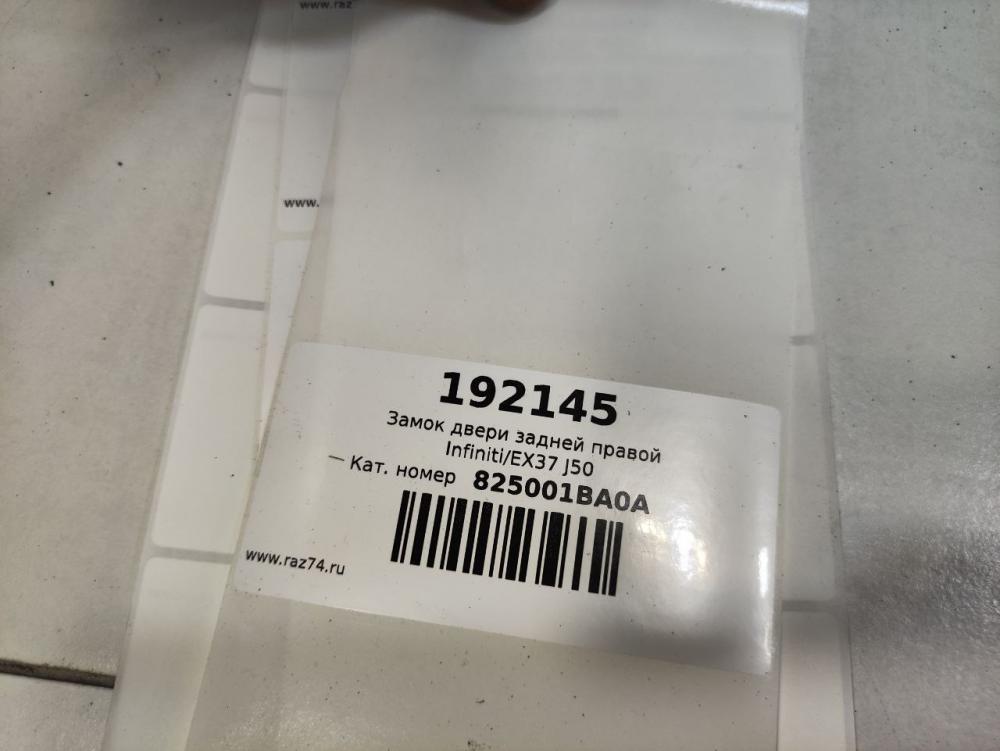 www.raz
www.
192145
Замок двери задней правой
Infiniti/EX37 J50
— Кат. номер 825001BA0A
www.raz74.ru